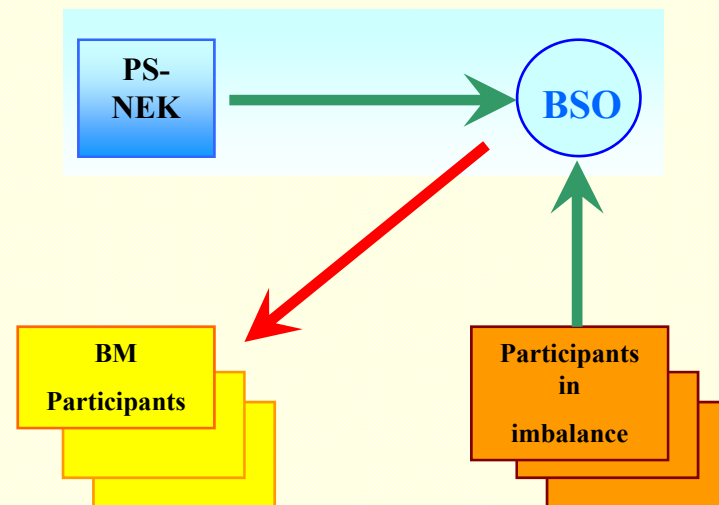 PS-
NEK
BSO
BM
Participants
Participants
in
imbalance